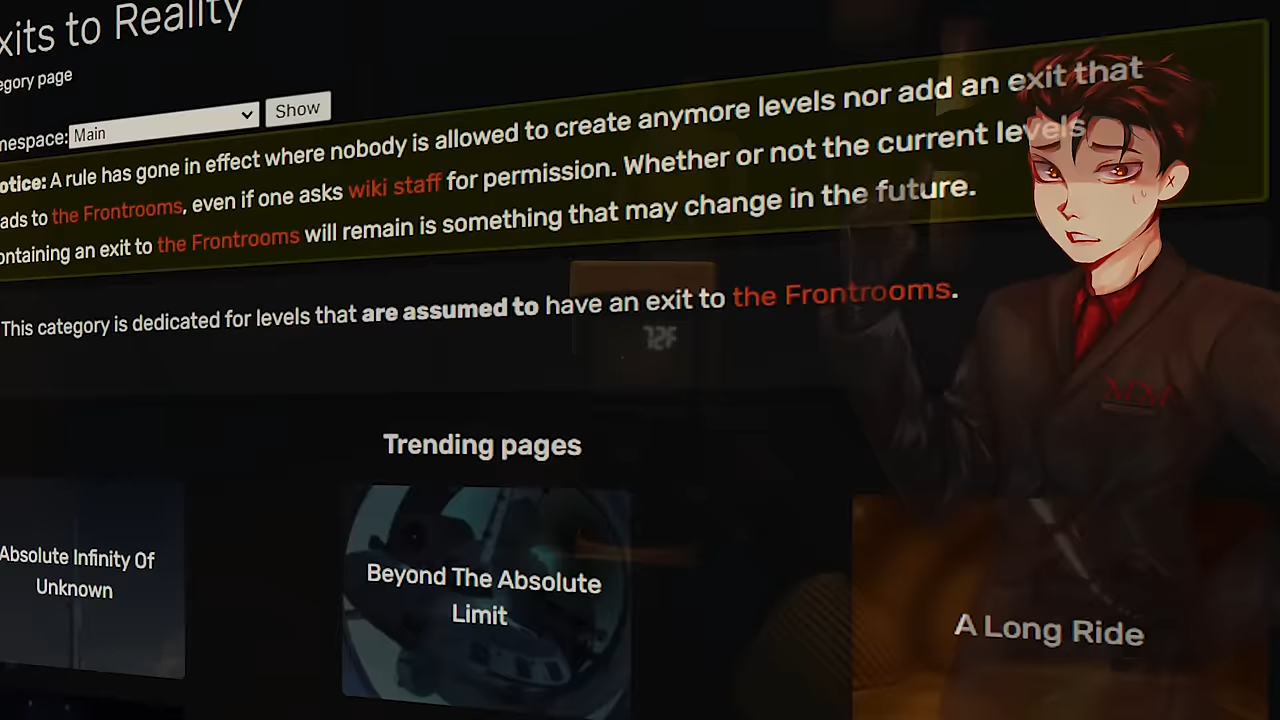 xits to Reality
egory page
mespace: Main Show
otice: A rule has gone in effect where nobody is allowed to create anymore levels nor add an exit that
ads to the Frontrooms, even if one asks wiki staff for permission. Whether or not the current levels
ontaining an exit to the Frontrooms will remain is something that may change in the future.
This category is dedicated for levels that are assumed to have an exit to the Frontrooms.
72F
Trending pages
Absolute Infinity Of
Unknown
Beyond The Absolute
Limit
A Long Ride
MM